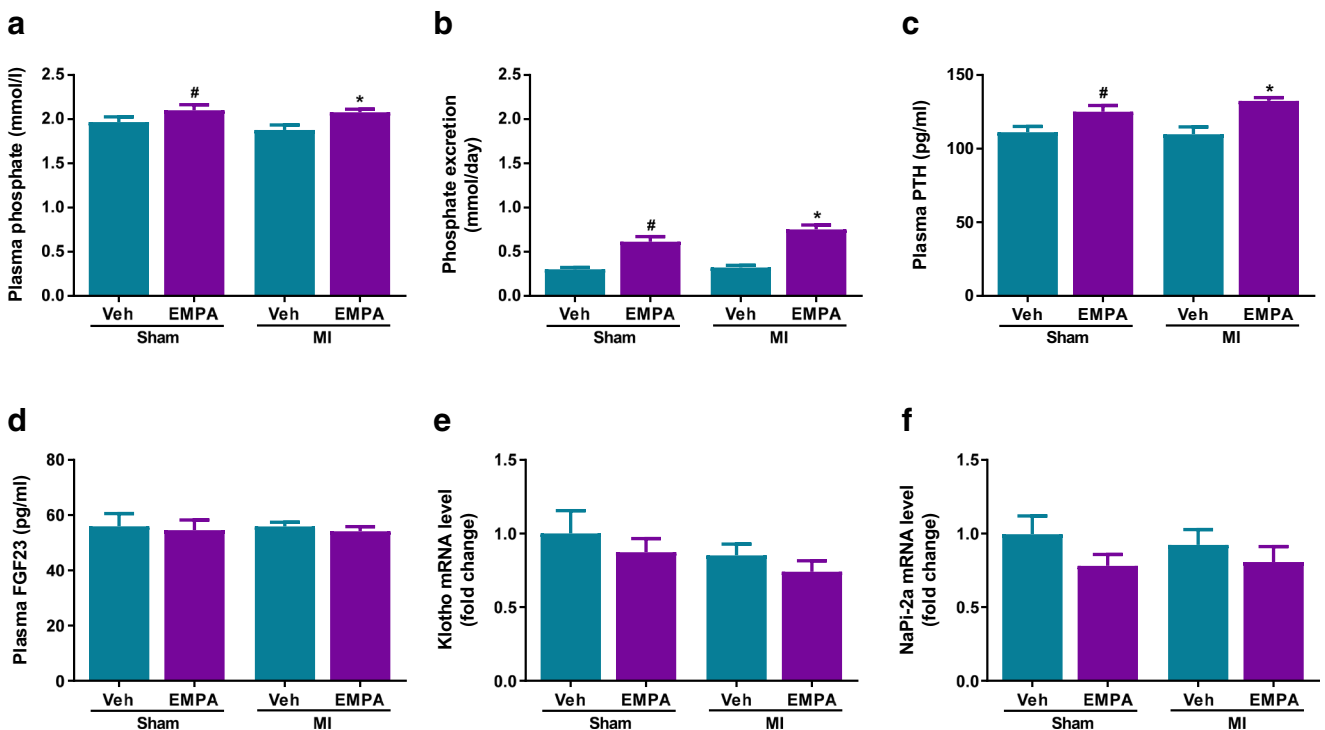 a
Plasma phosphate (mmol/l)
2.5
2.0
1.5
1.0
0.5
0.0
#
*
Veh EMPA Veh EMPA
Sham MI
b
Phosphate excretion
(mmol/day)
2.5
2.0
1.5
1.0
0.5
0.0
#
*
Veh EMPA Veh EMPA
Sham MI
c
Plasma PTH (pg/ml)
150
100
50
0
#
*
Veh EMPA Veh EMPA
Sham MI
d
Plasma FGF23 (pg/ml)
80
60
40
20
0
Veh EMPA Veh EMPA
Sham MI
e
Klotho mRNA level
(fold change)
1.5
1.0
0.5
0.0
Veh EMPA Veh EMPA
Sham MI
f
NaPi-2a mRNA level
(fold change)
1.5
1.0
0.5
0.0
Veh EMPA Veh EMPA
Sham MI